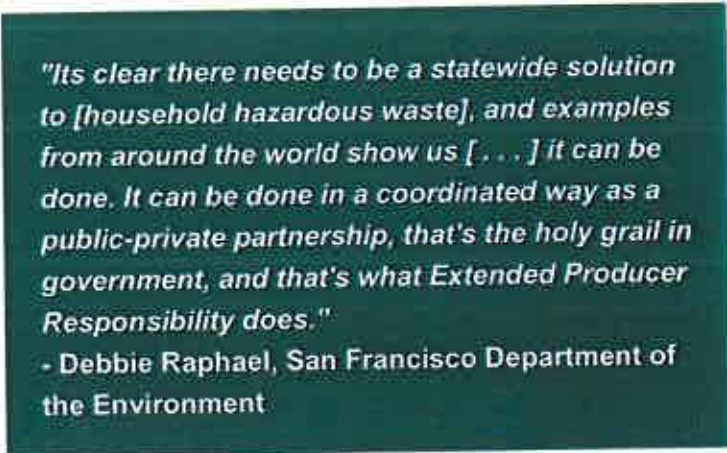 "Its clear there needs to be a statewide solution
to [household hazardous waste], and examples
from around the world show us [ . . . ] it can be
done. It can be done in a coordinated way as a
public-private partnership, that's the holy grail in
government, and that's what Extended Producer
Responsibility does."
- Debbie Raphael, San Francisco Department of
the Environment